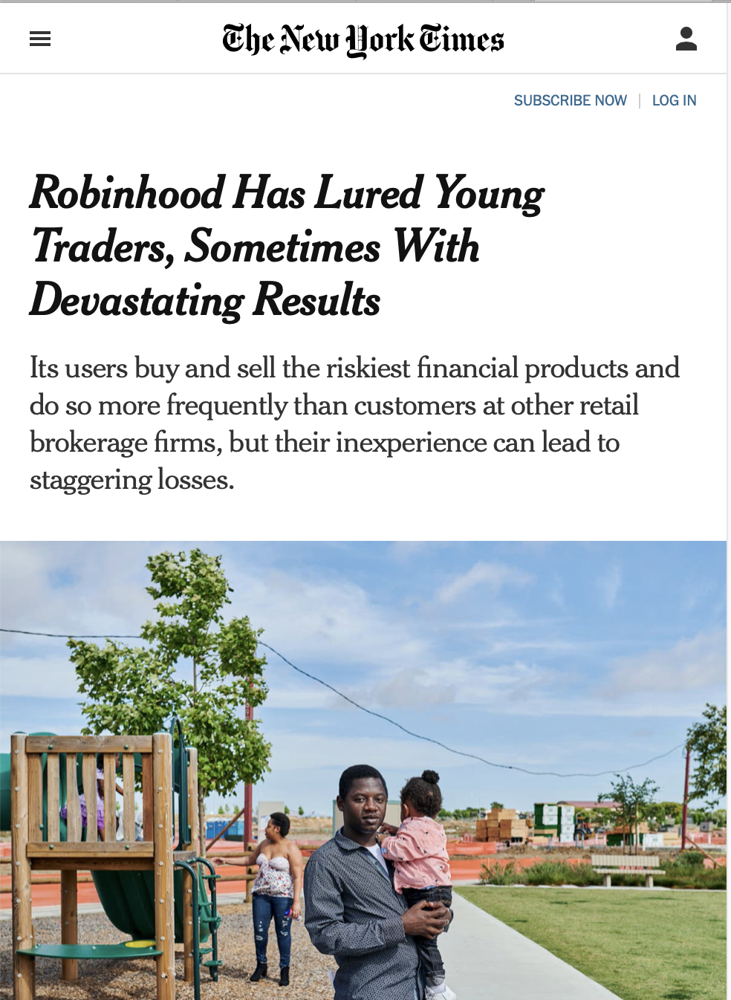 The New York Times
SUBSCRIBE NOW | LOG IN
Robinhood Has Lured Young
Traders, Sometimes With
Devastating Results
Its users buy and sell the riskiest financial products and
do so more frequently than customers at other retail
brokerage firms, but their inexperience can lead to
staggering losses.